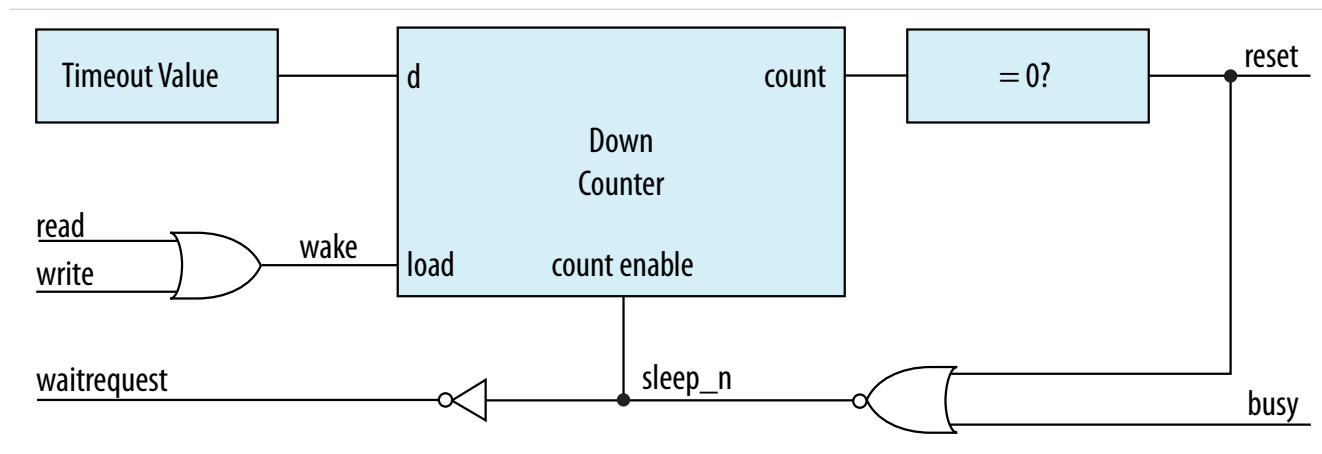 Timeout Value
d
count
= 0?
reset
Down
Counter
read
write
wake
load
count enable
waitrequest
sleep_n
busy